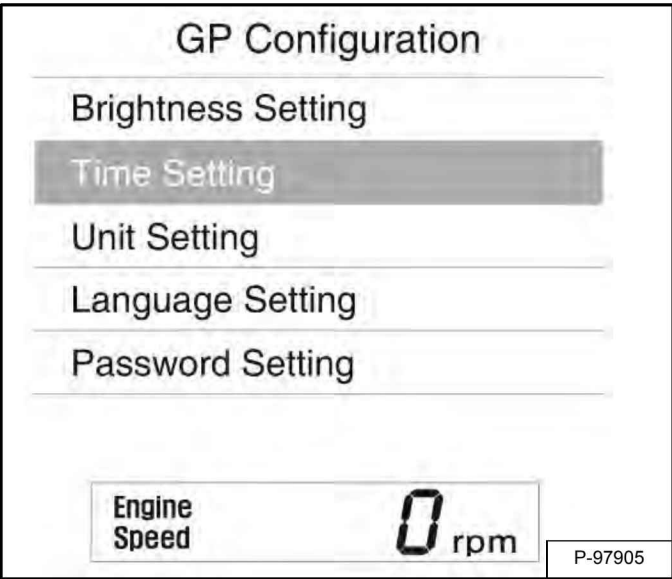 GP Configuration
Brightness Setting
Time Setting
Unit Setting
Language Setting
Password Setting
Engine
Speed
0 rpm
P-97905